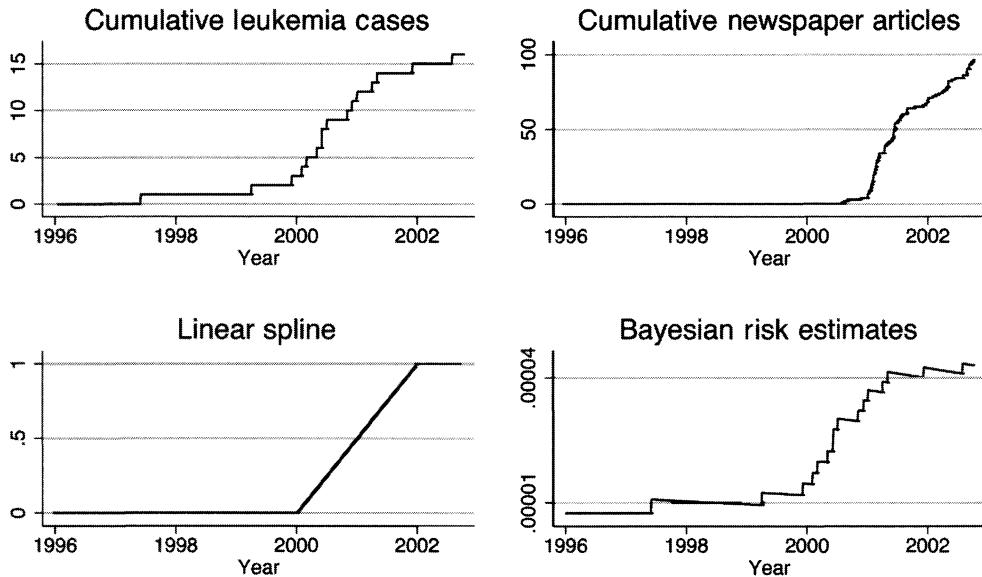 Cumulative leukemia cases
15
10
5
0
1996 1998 2000 2002
Year
Cumulative newspaper articles
100
50
0
1996 1998 2000 2002
Year
Linear spline
1
.5
0
1996 1998 2000 2002
Year
Bayesian risk estimates
.00004
.00001
1996 1998 2000 2002
Year